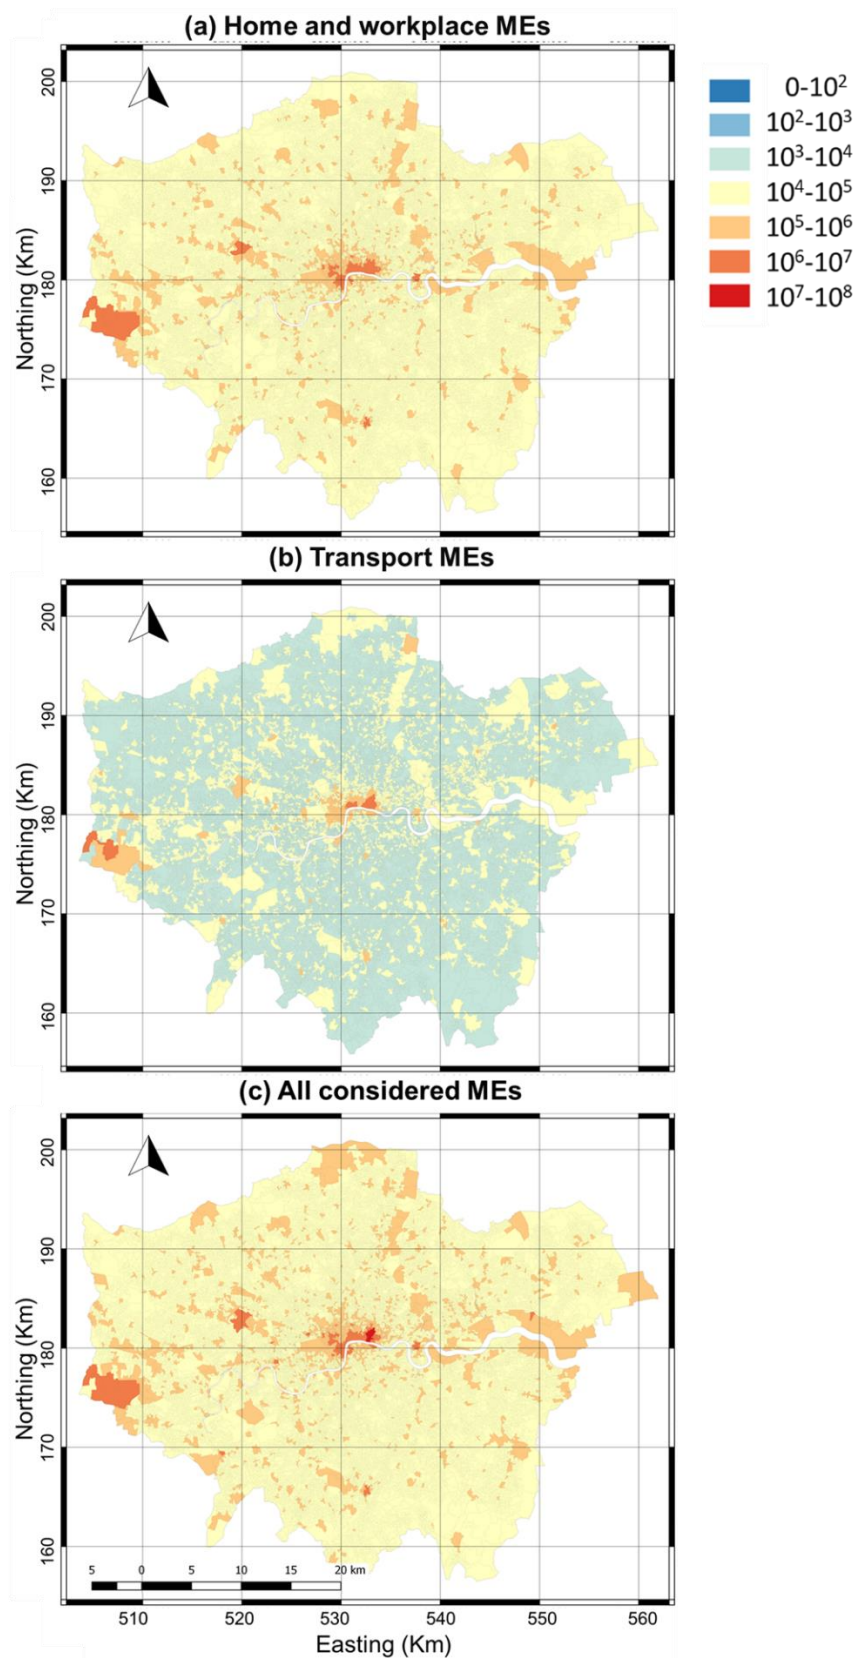 (a) Home and workplace MEs
200
190
180
170
160
Northing (Km)
0-10²
10²-10³
10³-10⁴
10⁴-10⁵
10⁵-10⁶
10⁶-10⁷
10⁷-10⁸
(b) Transport MEs
200
190
180
170
160
Northing (Km)
(c) All considered MEs
200
190
180
170
160
Northing (Km)
5 0 5 10 15 20 km
510 520 530 540 550 560
Easting (Km)